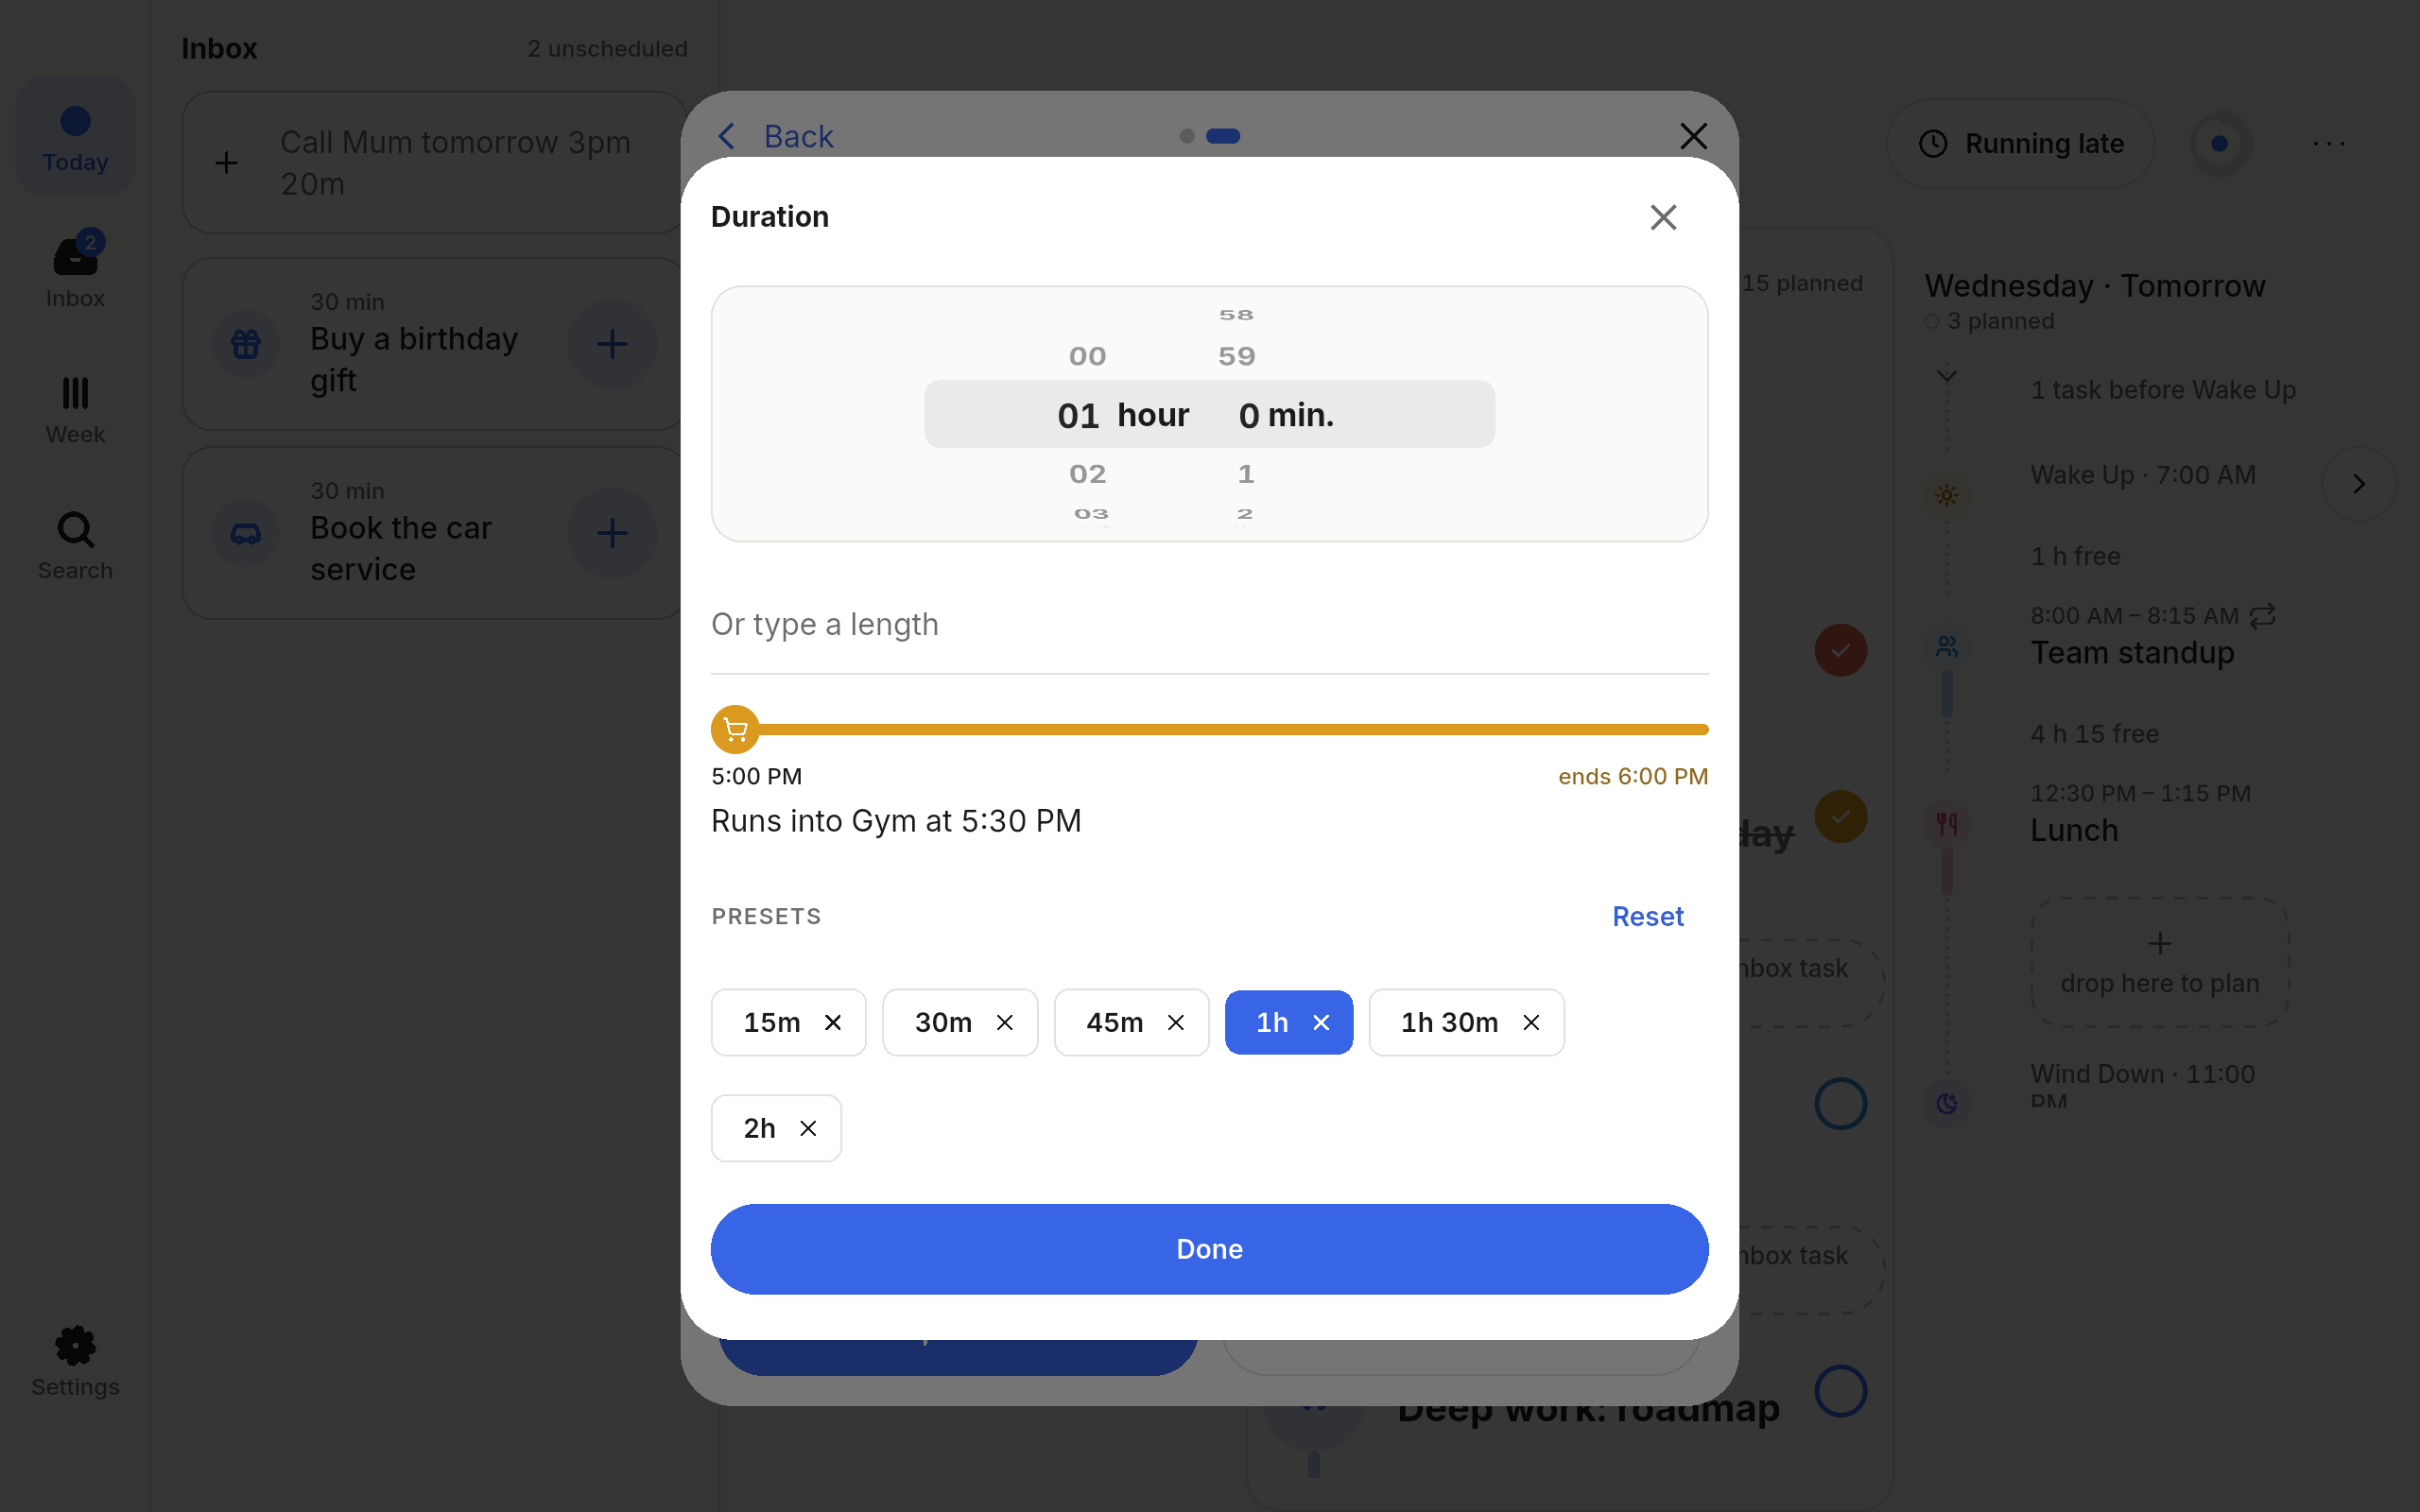 Inbox
2 unscheduled
Today
2
Inbox
Week
Search
Settings
Call Mum tomorrow 3pm
20m
30 min
Buy a birthday
gift
30 min
Book the car
service
Back
Duration
58
00 59
01 hour 0 min.
02 1
03 2
Or type a length
5:00 PM
ends 6:00 PM
Runs into Gym at 5:30 PM
PRESETS
Reset
15m
30m
45m
1h
1h 30m
2h
Done
Running late
15 planned
day
nbox task
nbox task
Deep work: roadmap
Wednesday · Tomorrow
3 planned
1 task before Wake Up
Wake Up · 7:00 AM
1 h free
8:00 AM – 8:15 AM
Team standup
4 h 15 free
12:30 PM – 1:15 PM
Lunch
drop here to plan
Wind Down · 11:00
PM